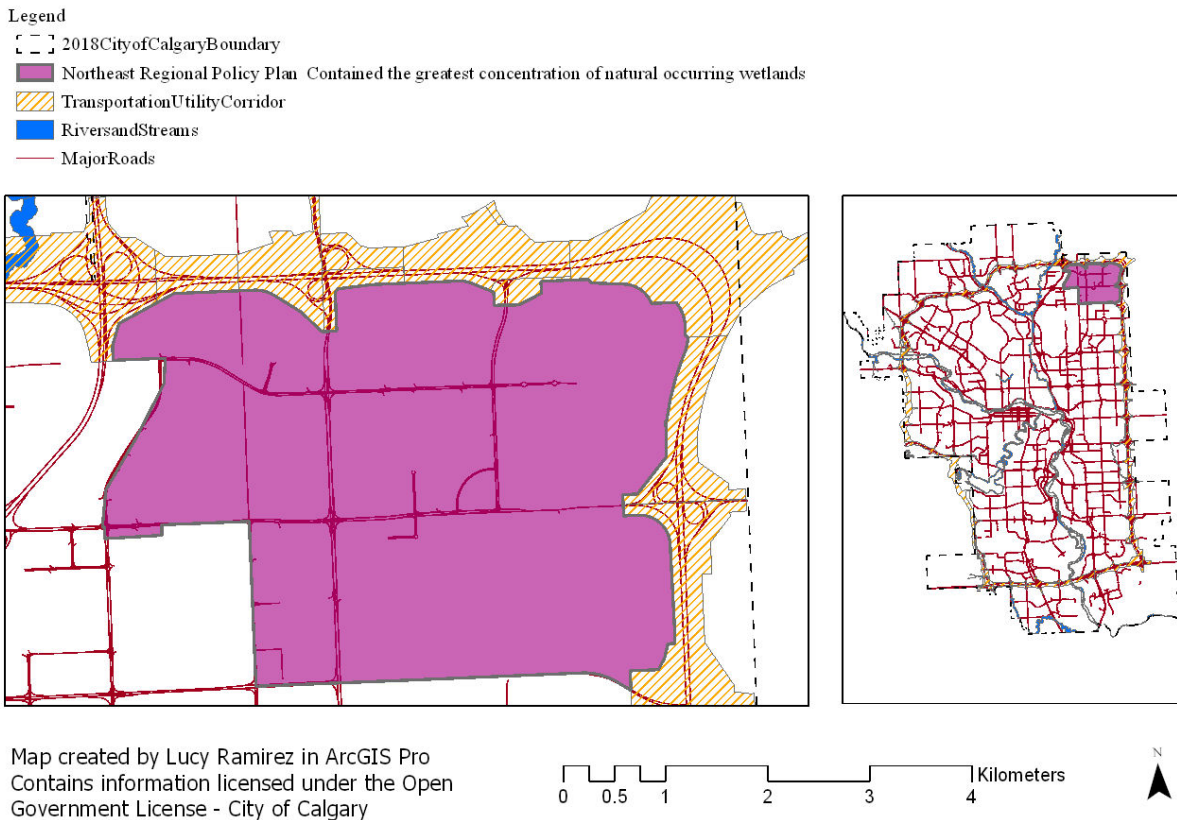 Legend
2018CityofCalgaryBoundary
Northeast Regional Policy Plan Contained the greatest concentration of natural occurring wetlands
TransportationUtilityCorridor
RiversandStreams
MajorRoads
Map created by Lucy Ramirez in ArcGIS Pro
Contains information licensed under the Open
Government License - City of Calgary
Kilometers
0 0.5 1 2 3 4
N